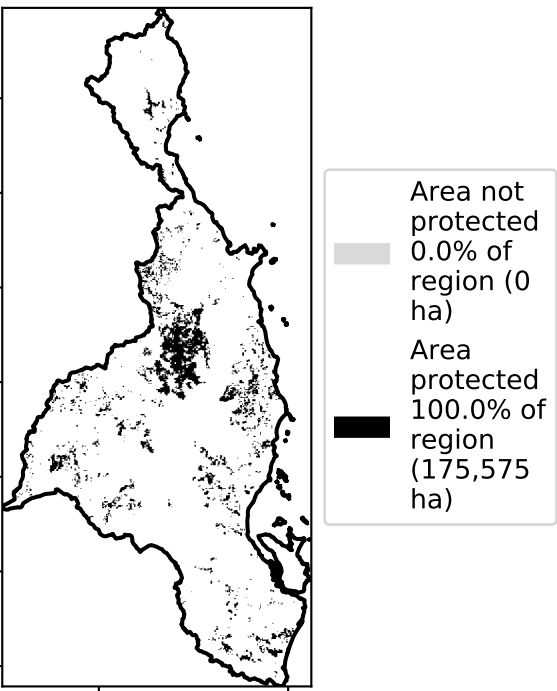 Area not
protected
0.0% of
region (0
ha)
Area
protected
100.0% of
region
(175,575
ha)